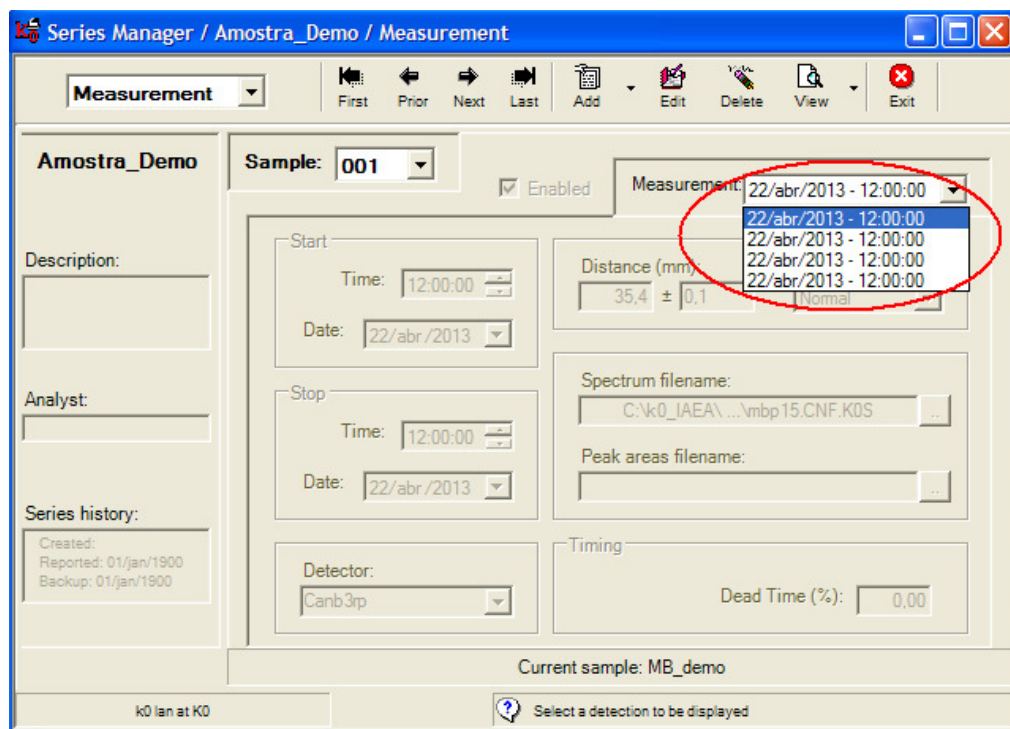 Series Manager / Amostra_Demo / Measurement
Measurement
First Prior Next Last Add Edit Delete View Exit
Amostra_Demo
Sample: 001
Enabled
Measurement: 22/abr/2013 - 12:00:00
22/abr/2013 - 12:00:00
22/abr/2013 - 12:00:00
22/abr/2013 - 12:00:00
22/abr/2013 - 12:00:00
Description:
Analyst:
Series history:
Created:
Reported: 01/jan/1900
Backup: 01/jan/1900
Start
Time: 12:00:00
Date: 22/abr/2013
Stop
Time: 12:00:00
Date: 22/abr/2013
Detector:
Canb3rp
Distance (mm):
35,4 ± 0,1
Normal
Spectrum filename:
C:\k0_IAEA\ ...\mbp15.CNF.K0S
..
Peak areas filename:
..
Timing
Dead Time (%): 0,00
Current sample: MB_demo
k0 lan at K0
Select a detection to be displayed